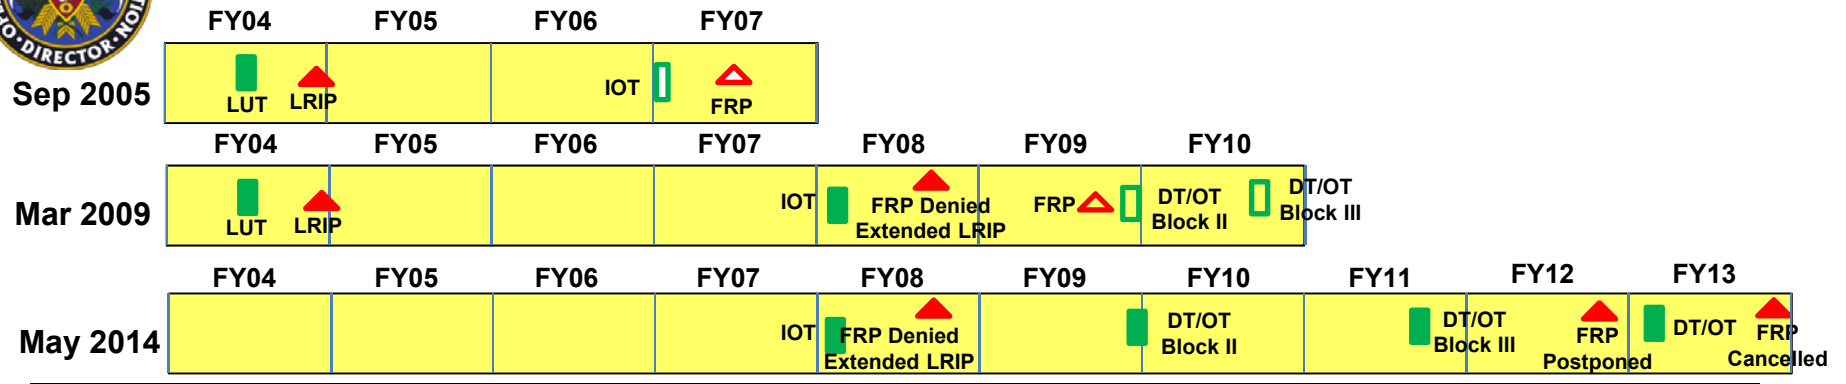 DIRECTOR
FY04 FY05 FY06 FY07
Sep 2005
LUT LRIP IOT FRP
FY04 FY05 FY06 FY07 FY08 FY09 FY10
Mar 2009
LUT LRIP IOT FRP Denied FRP DT/OT DT/OT
Extended LRIP Block II Block III
FY04 FY05 FY06 FY07 FY08 FY09 FY10 FY11 FY12 FY13
May 2014
IOT FRP Denied DT/OT DT/OT FRP DT/OT FRP
Extended LRIP Block II Block III Postponed Cancelled